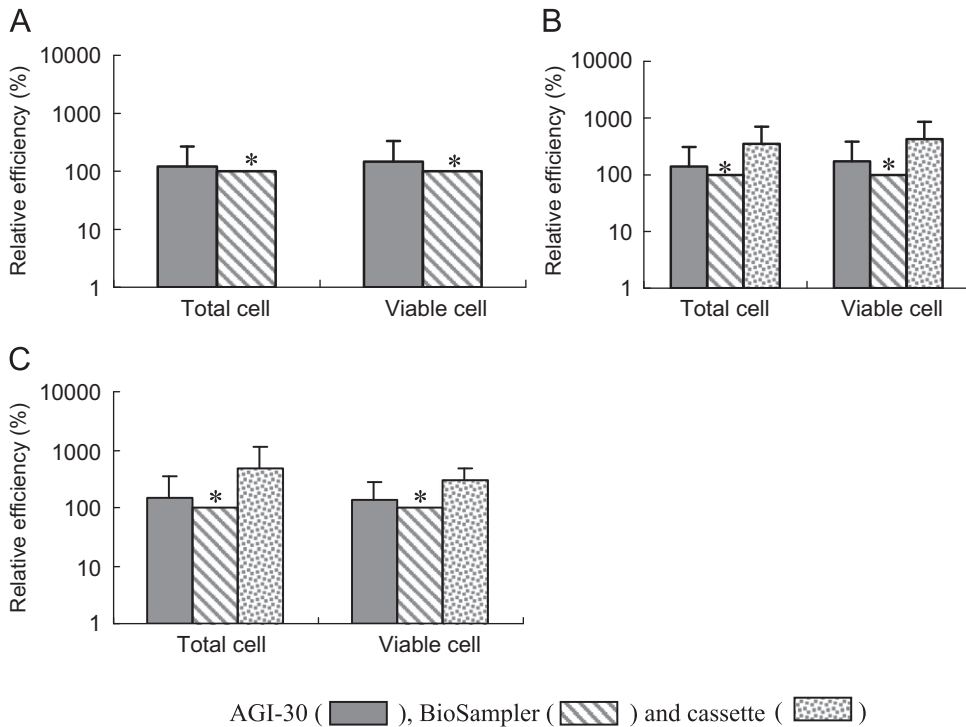 A
Relative efficiency (%)
10000
1000
100
10
1
*
*
Total cell
Viable cell
B
Relative efficiency (%)
10000
1000
100
10
1
*
*
Total cell
Viable cell
C
Relative efficiency (%)
10000
1000
100
10
1
*
*
Total cell
Viable cell
AGI-30 ( ), BioSampler ( ) and cassette ( )